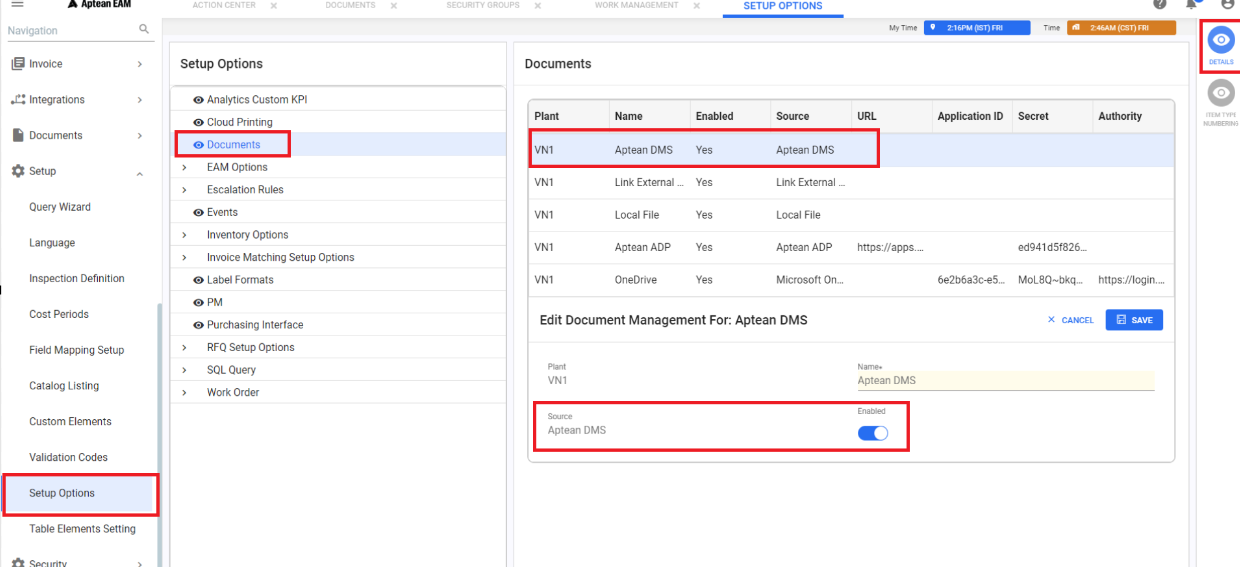 Aptean EAM
ACTION CENTER
DOCUMENTS
SECURITY GROUPS
WORK MANAGEMENT
SETUP OPTIONS
My Time
2:16PM (IST) FRI
Time
2:46AM (CST) FRI
Navigation
Invoice
Integrations
Documents
Setup
Query Wizard
Language
Inspection Definition
Cost Periods
Field Mapping Setup
Catalog Listing
Custom Elements
Validation Codes
Setup Options
Table Elements Setting
Security
Setup Options
Analytics Custom KPI
Cloud Printing
Documents
EAM Options
Escalation Rules
Events
Inventory Options
Invoice Matching Setup Options
Label Formats
PM
Purchasing Interface
RFQ Setup Options
SQL Query
Work Order
Documents
Plant Name Enabled Source URL Application ID Secret Authority
VN1 Aptean DMS Yes Aptean DMS
VN1 Link External ... Yes Link External ...
VN1 Local File Yes Local File
VN1 Aptean ADP Yes Aptean ADP https://apps.... ed941d5f826...
VN1 OneDrive Yes Microsoft On... 6e2b6a3c-e5... MoL8Q~bkq... https://login....
Edit Document Management For: Aptean DMS
CANCEL
SAVE
Plant
VN1
Name*
Aptean DMS
Source
Aptean DMS
Enabled
DETAILS
ITEM TYPE
NUMBERING